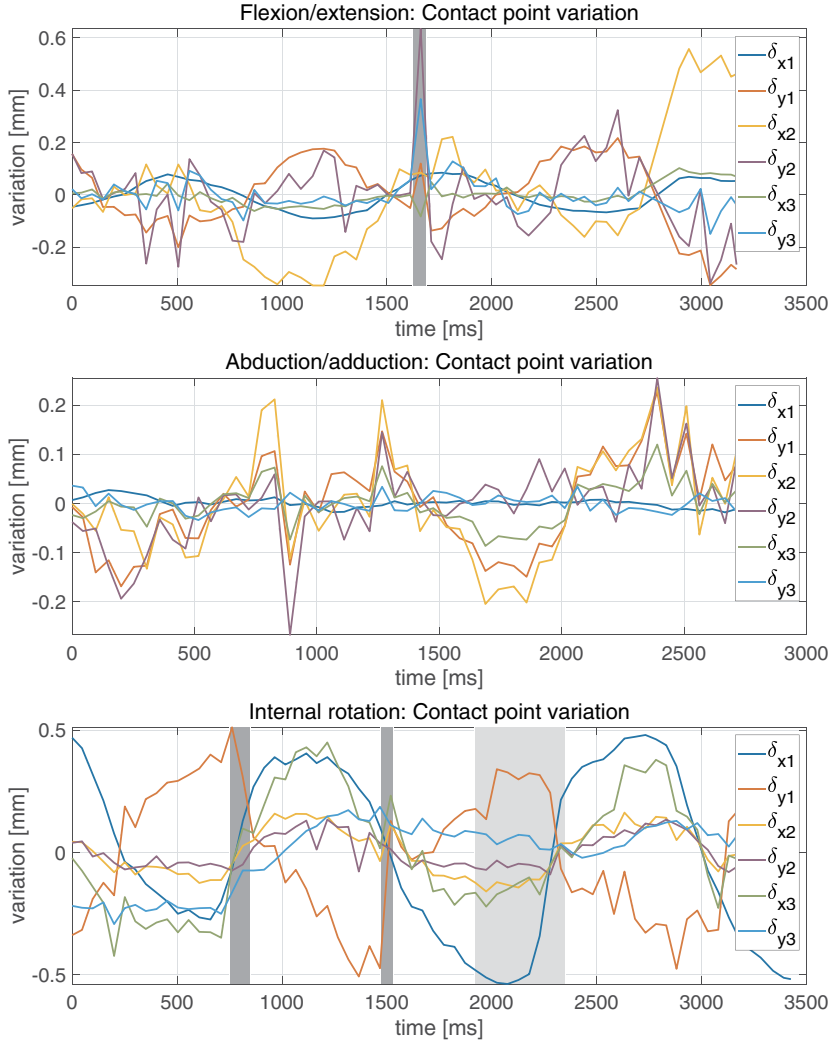 Flexion/extension: Contact point variation
variation [mm]
0.6
0.4
0.2
0
-0.2
0 500 1000 1500 2000 2500 3000 3500
time [ms]
δx1
δy1
δx2
δy2
δx3
δy3
Abduction/adduction: Contact point variation
variation [mm]
0.2
0.1
0
-0.1
-0.2
0 500 1000 1500 2000 2500 3000
time [ms]
δx1
δy1
δx2
δy2
δx3
δy3
Internal rotation: Contact point variation
variation [mm]
0.5
0
-0.5
0 500 1000 1500 2000 2500 3000 3500
time [ms]
δx1
δy1
δx2
δy2
δx3
δy3